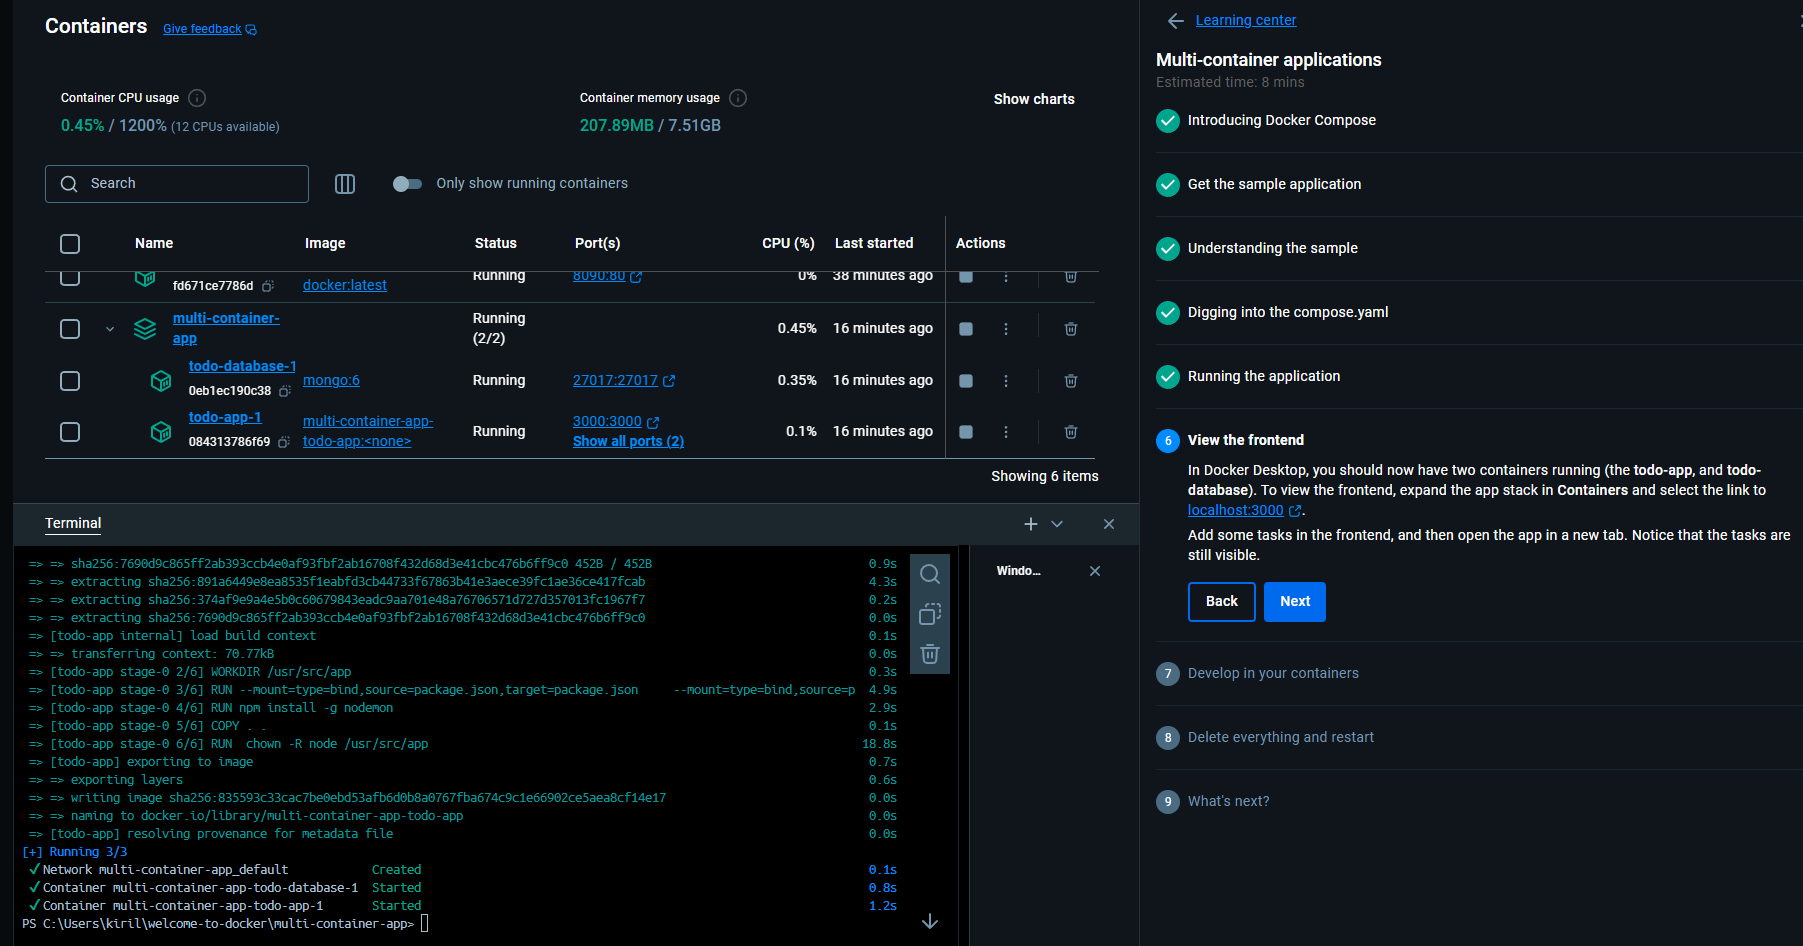 Containers Give feedback
Container CPU usage
0.45% / 1200% (12 CPUs available)
Container memory usage
207.89MB / 7.51GB
Show charts
Search
Only show running containers
Name Image Status Port(s) CPU (%) Last started Actions
fd671ce7786d docker:latest Running 8090:80 0% 38 minutes ago
multi-container-
app
Running
(2/2)
0.45% 16 minutes ago
todo-database-1
0eb1ec190c38
mongo:6 Running 27017:27017 0.35% 16 minutes ago
todo-app-1
084313786f69
multi-container-app-
todo-app:<none>
Running
3000:3000
Show all ports (2)
0.1% 16 minutes ago
Showing 6 items
Terminal
=> => sha256:7690d9c865ff2ab393ccb4e0af93fbf2ab16708f432d68d3e41cbc476b6ff9c0 452B / 452B 0.9s
=> => extracting sha256:891a6449e8ea8535f1eabfd3cb44733f67863b41e3aece39fc1ae36ce417fcab 4.3s
=> => extracting sha256:374af9e9a4e5b0c60679843eadc9aa701e48a76706571d727d357013fc1967f7 0.2s
=> => extracting sha256:7690d9c865ff2ab393ccb4e0af93fbf2ab16708f432d68d3e41cbc476b6ff9c0 0.0s
=> [todo-app internal] load build context 0.1s
=> => transferring context: 70.77kB 0.0s
=> [todo-app stage-0 2/6] WORKDIR /usr/src/app 0.3s
=> [todo-app stage-0 3/6] RUN --mount=type=bind,source=package.json,target=package.json --mount=type=bind,source=p 4.9s
=> [todo-app stage-0 4/6] RUN npm install -g nodemon 2.9s
=> [todo-app stage-0 5/6] COPY . . 0.1s
=> [todo-app stage-0 6/6] RUN chown -R node /usr/src/app 18.8s
=> [todo-app] exporting to image 0.7s
=> => exporting layers 0.6s
=> => writing image sha256:835593c33cac7be0ebd53afb6d0b8a0767fba674c9c1e66902ce5aea8cf14e17 0.0s
=> => naming to docker.io/library/multi-container-app-todo-app 0.0s
=> [todo-app] resolving provenance for metadata file 0.0s
[+] Running 3/3
✓Network multi-container-app_default Created 0.1s
✓Container multi-container-app-todo-database-1 Started 0.8s
✓Container multi-container-app-todo-app-1 Started 1.2s
PS C:\Users\kiril\welcome-to-docker\multi-container-app>
Windo...
Learning center
Multi-container applications
Estimated time: 8 mins
Introducing Docker Compose
Get the sample application
Understanding the sample
Digging into the compose.yaml
Running the application
6 View the frontend
In Docker Desktop, you should now have two containers running (the todo-app, and todo-
database). To view the frontend, expand the app stack in Containers and select the link to
localhost:3000.
Add some tasks in the frontend, and then open the app in a new tab. Notice that the tasks are
still visible.
Back Next
7 Develop in your containers
8 Delete everything and restart
9 What's next?